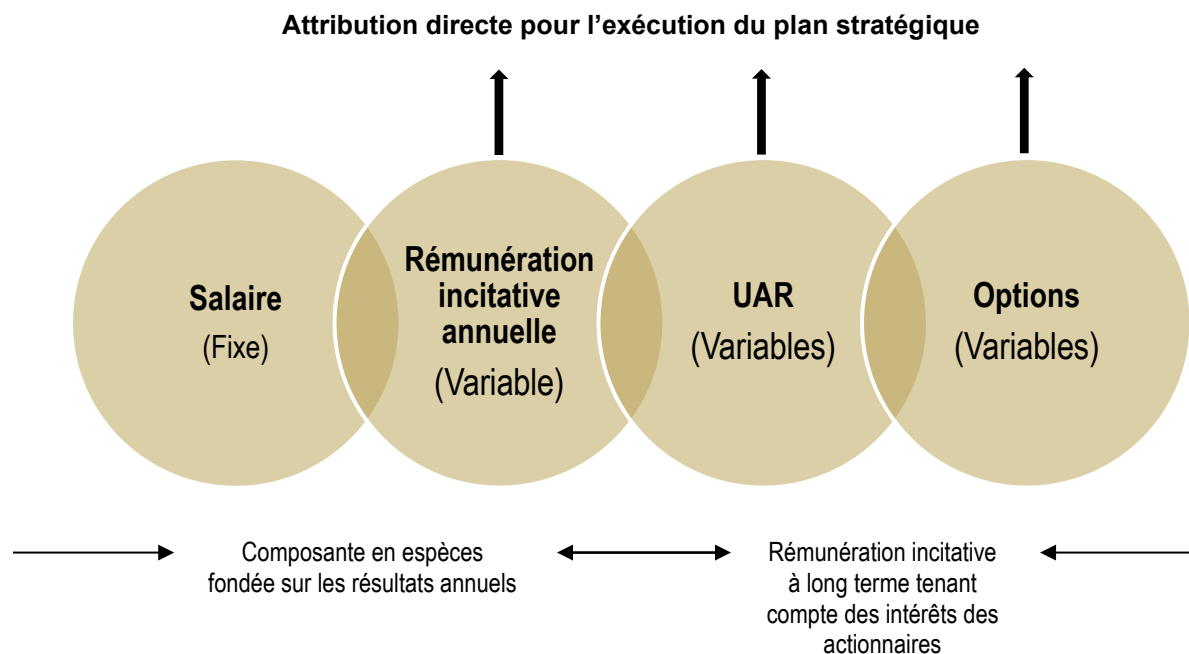 Attribution directe pour l’exécution du plan stratégique
Salaire
(Fixe)
Rémunération
incitative
annuelle
(Variable)
UAR
(Variables)
Options
(Variables)
Composante en espèces
fondée sur les résultats annuels
Rémunération incitative
à long terme tenant
compte des intérêts des
actionnaires